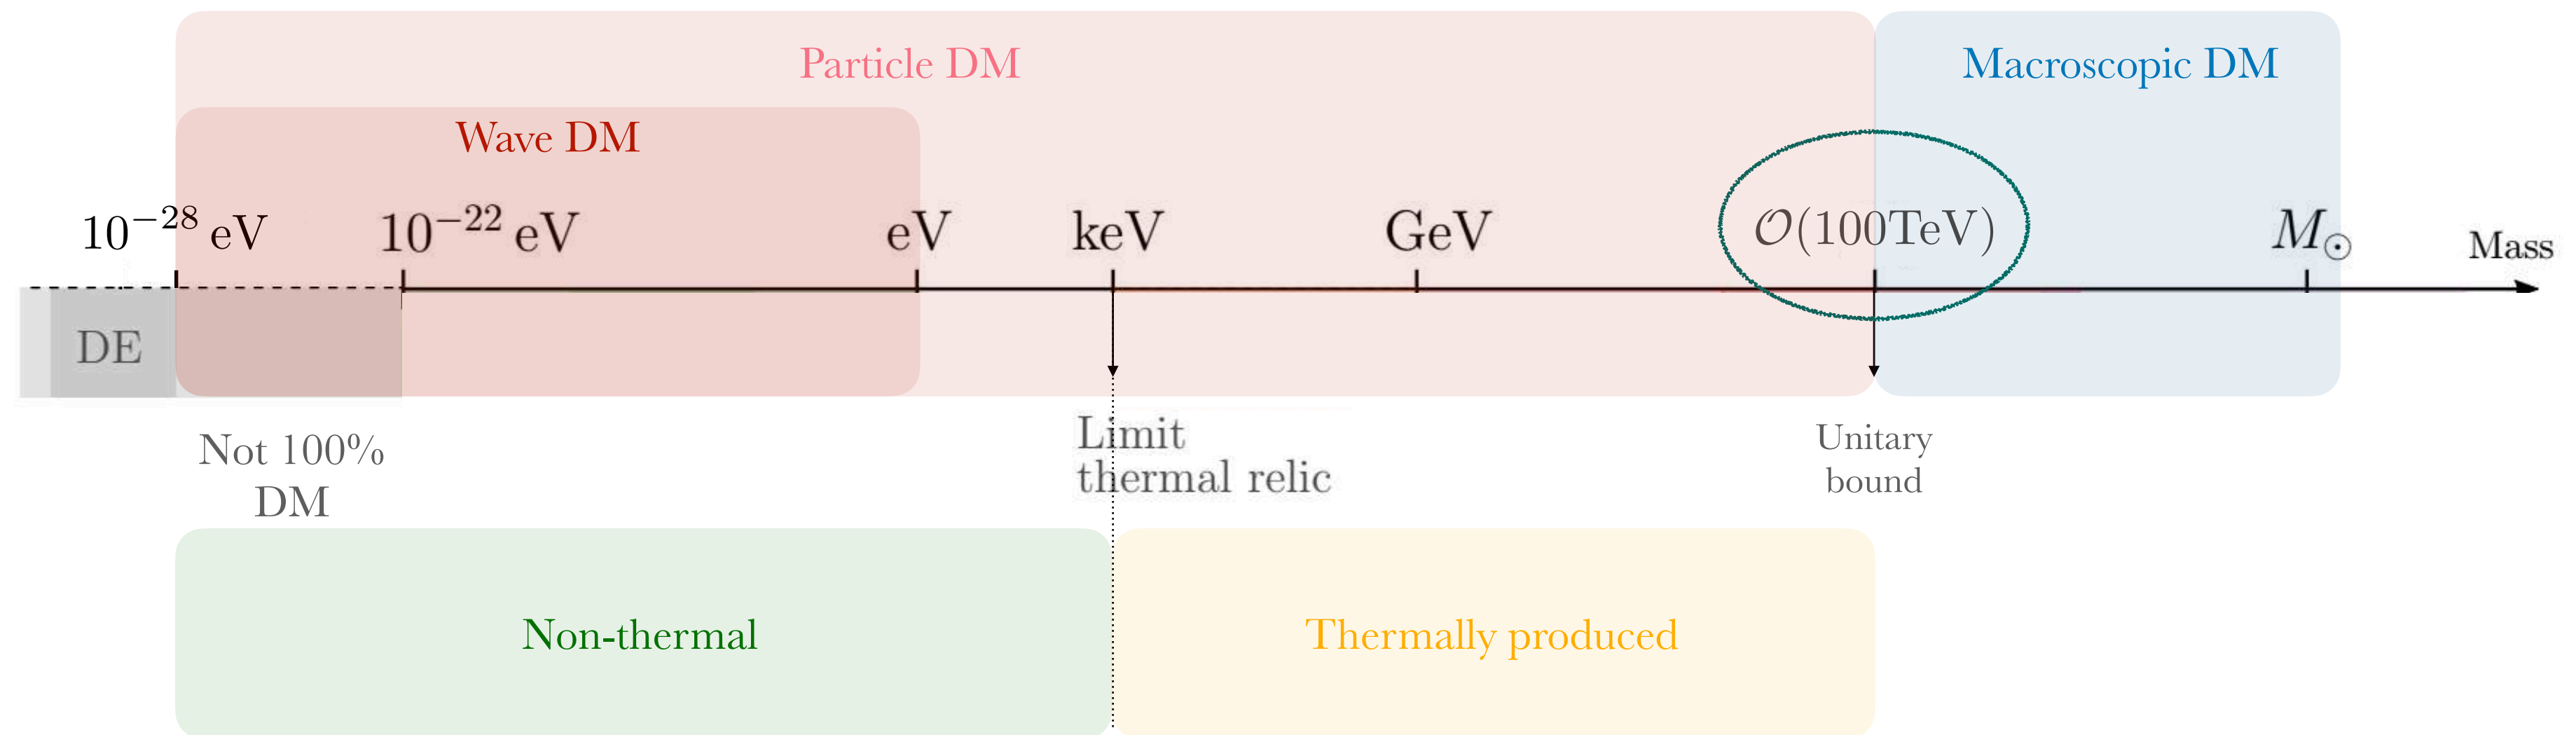 Particle DM
Macroscopic DM
Wave DM
10⁻²⁸ eV
10⁻²² eV
eV
keV
GeV
𝒪(100TeV)
M☉
Mass
DE
Not 100%
DM
Limit
thermal relic
Unitary
bound
Non-thermal
Thermally produced